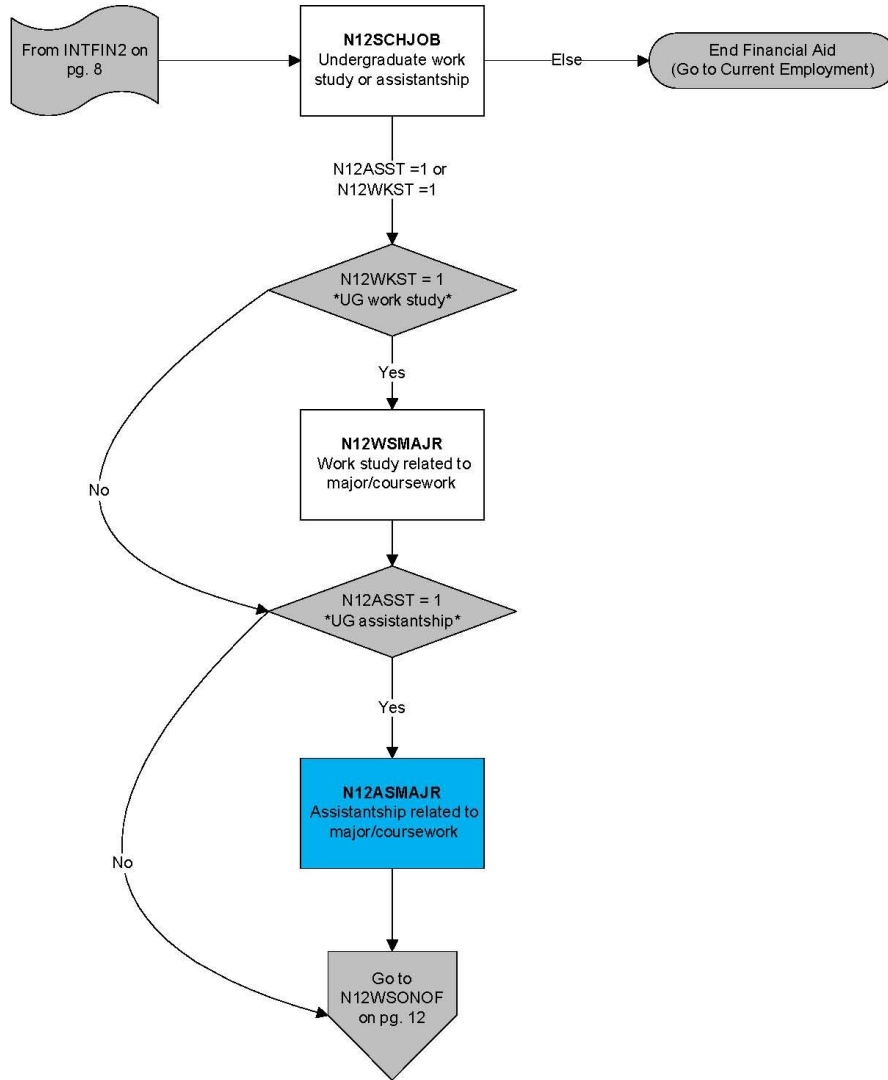 From INTFIN2 on
pg. 8
N12SCHJOB
Undergraduate work
study or assistantship
Else
End Financial Aid
(Go to Current Employment)
N12ASST =1 or
N12WKST =1
N12WKST = 1
*UG work study*
Yes
N12WSMAJR
Work study related to
major/coursework
No
N12ASST = 1
*UG assistantship*
Yes
N12ASMAJR
Assistantship related to
major/coursework
No
Go to
N12WSONOF
on pg. 12